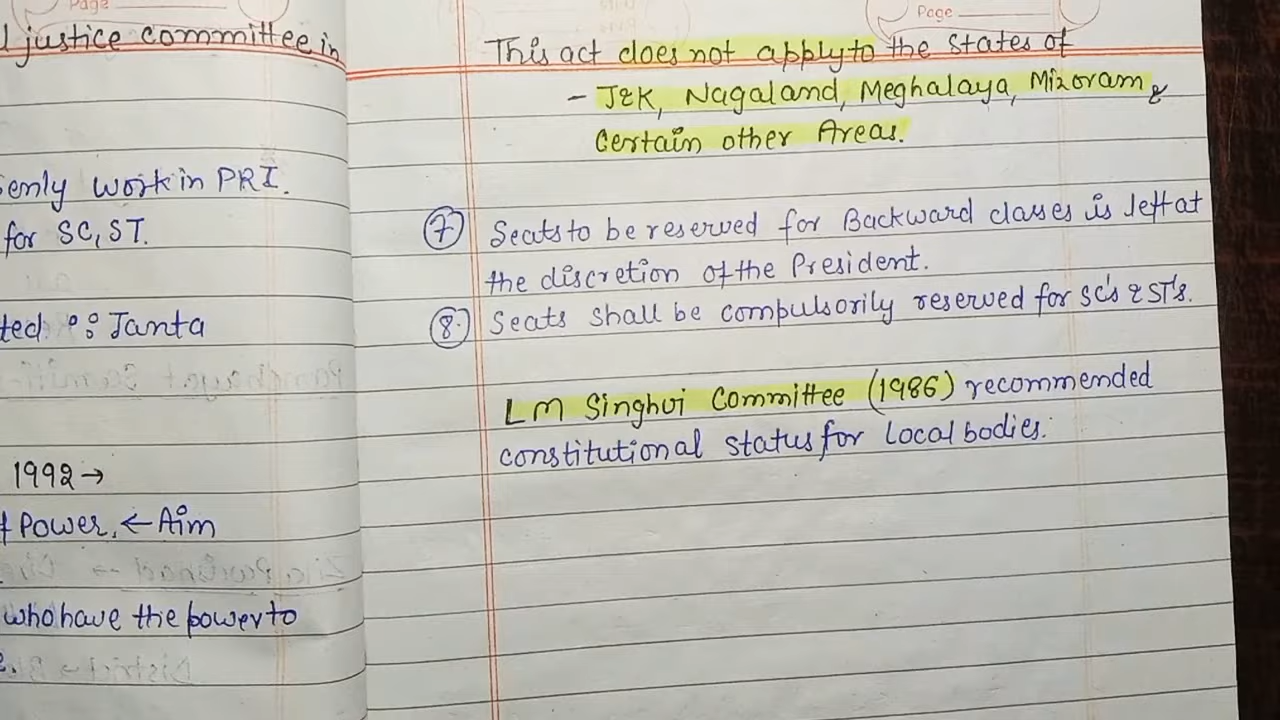 Page
l justice committee in
enly work in PRI.
for SC, ST.
ted : Janta
1992 →
Power, ← Aim
who have the power to
Page
This act does not apply to the states of
- J&K, Nagaland, Meghalaya, Mizoram &
Certain other Areas.
7 Seats to be reserved for Backward classes is left at
the discretion of the President.
8. Seats shall be compulsorily reserved for SC's & ST's.
LM Singhvi Committee (1986) recommended
constitutional status for Local bodies.